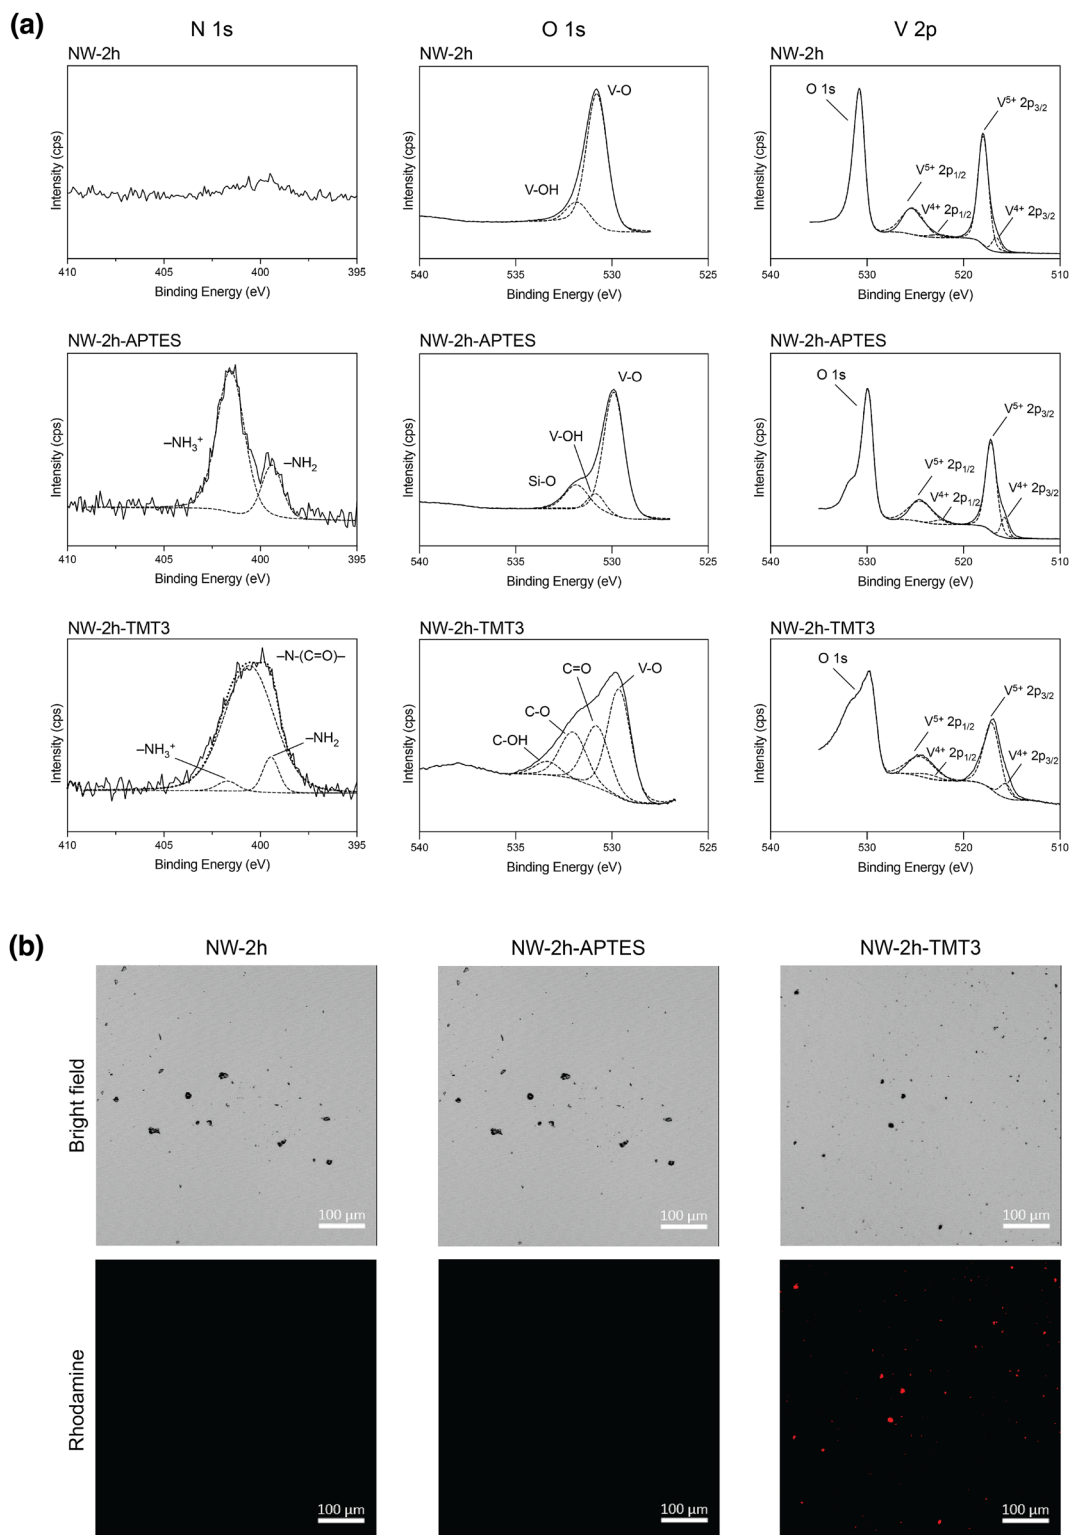 (a)
N 1s
O 1s
V 2p
NW-2h
NW-2h
NW-2h
Intensity (cps)
410
405
400
395
Binding Energy (eV)
Intensity (cps)
V-O
V-OH
540
535
530
525
Binding Energy (eV)
Intensity (cps)
O 1s
V5+ 2p3/2
V5+ 2p1/2
V4+ 2p1/2
V4+ 2p3/2
540
530
520
510
Binding Energy (eV)
NW-2h-APTES
NW-2h-APTES
NW-2h-APTES
Intensity (cps)
–NH3+
–NH2
410
405
400
395
Binding Energy (eV)
Intensity (cps)
V-O
V-OH
Si-O
540
535
530
525
Binding Energy (eV)
Intensity (cps)
O 1s
V5+ 2p3/2
V5+ 2p1/2
V4+ 2p1/2
V4+ 2p3/2
540
530
520
510
Binding Energy (eV)
NW-2h-TMT3
NW-2h-TMT3
NW-2h-TMT3
Intensity (cps)
–N-(C=O)–
–NH3+
–NH2
410
405
400
395
Binding Energy (eV)
Intensity (cps)
C=O
V-O
C-O
C-OH
540
535
530
525
Binding Energy (eV)
Intensity (cps)
O 1s
V5+ 2p3/2
V5+ 2p1/2
V4+ 2p1/2
V4+ 2p3/2
540
530
520
510
Binding Energy (eV)
(b)
NW-2h
NW-2h-APTES
NW-2h-TMT3
Bright field
100 µm
100 µm
100 µm
Rhodamine
100 µm
100 µm
100 µm